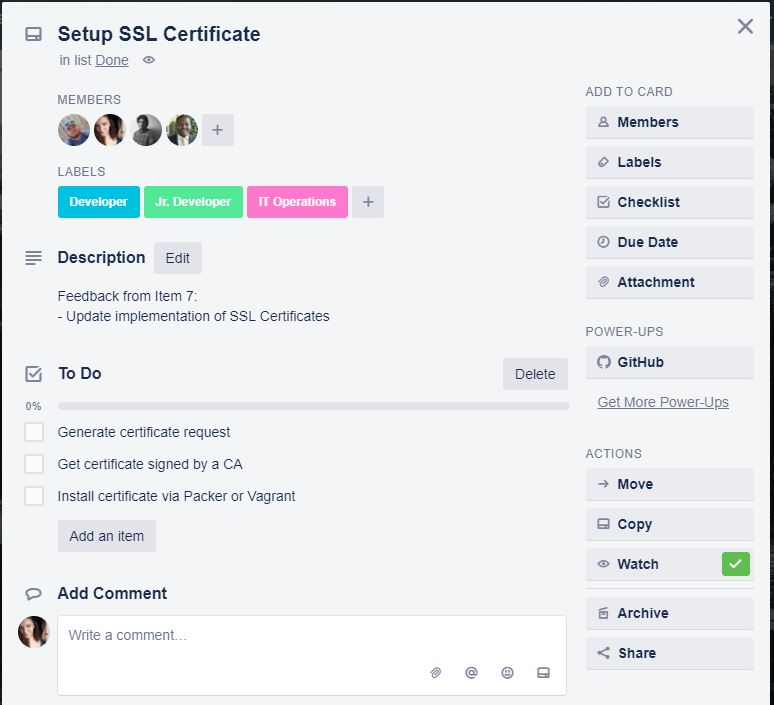 Setup SSL Certificate
in list Done
MEMBERS
LABELS
Developer
Jr. Developer
IT Operations
Description
Edit
Feedback from Item 7:
- Update implementation of SSL Certificates
To Do
Delete
0%
Generate certificate request
Get certificate signed by a CA
Install certificate via Packer or Vagrant
Add an item
Add Comment
Write a comment…
ADD TO CARD
Members
Labels
Checklist
Due Date
Attachment
POWER-UPS
GitHub
Get More Power-Ups
ACTIONS
Move
Copy
Watch
Archive
Share